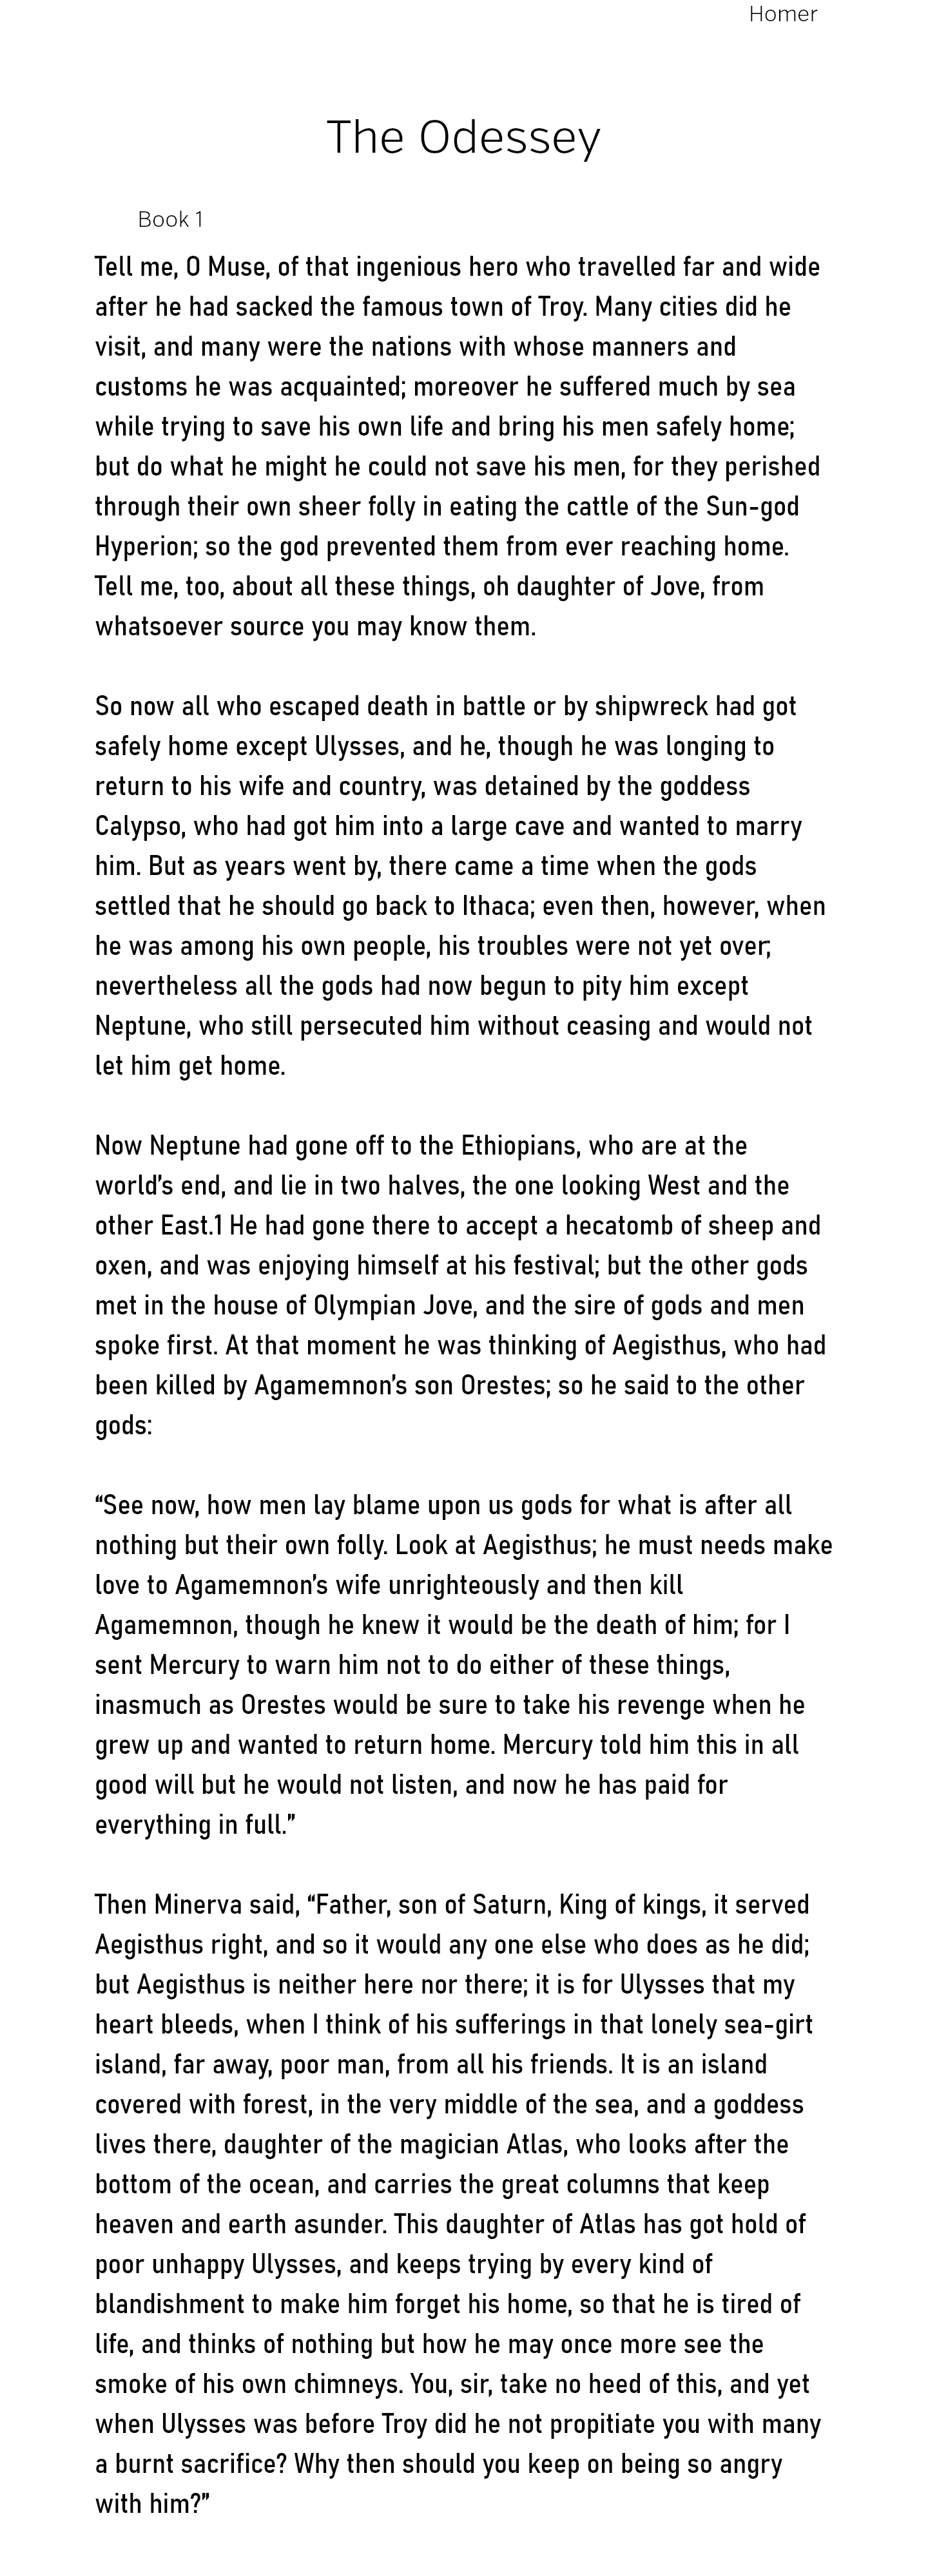 Homer
The Odessey
Book 1
Tell me, O Muse, of that ingenious hero who travelled far and wide
after he had sacked the famous town of Troy. Many cities did he
visit, and many were the nations with whose manners and
customs he was acquainted; moreover he suffered much by sea
while trying to save his own life and bring his men safely home;
but do what he might he could not save his men, for they perished
through their own sheer folly in eating the cattle of the Sun-god
Hyperion; so the god prevented them from ever reaching home.
Tell me, too, about all these things, oh daughter of Jove, from
whatsoever source you may know them.
So now all who escaped death in battle or by shipwreck had got
safely home except Ulysses, and he, though he was longing to
return to his wife and country, was detained by the goddess
Calypso, who had got him into a large cave and wanted to marry
him. But as years went by, there came a time when the gods
settled that he should go back to Ithaca; even then, however, when
he was among his own people, his troubles were not yet over;
nevertheless all the gods had now begun to pity him except
Neptune, who still persecuted him without ceasing and would not
let him get home.
Now Neptune had gone off to the Ethiopians, who are at the
world’s end, and lie in two halves, the one looking West and the
other East.1 He had gone there to accept a hecatomb of sheep and
oxen, and was enjoying himself at his festival; but the other gods
met in the house of Olympian Jove, and the sire of gods and men
spoke first. At that moment he was thinking of Aegisthus, who had
been killed by Agamemnon’s son Orestes; so he said to the other
gods:
“See now, how men lay blame upon us gods for what is after all
nothing but their own folly. Look at Aegisthus; he must needs make
love to Agamemnon’s wife unrighteously and then kill
Agamemnon, though he knew it would be the death of him; for I
sent Mercury to warn him not to do either of these things,
inasmuch as Orestes would be sure to take his revenge when he
grew up and wanted to return home. Mercury told him this in all
good will but he would not listen, and now he has paid for
everything in full.”
Then Minerva said, “Father, son of Saturn, King of kings, it served
Aegisthus right, and so it would any one else who does as he did;
but Aegisthus is neither here nor there; it is for Ulysses that my
heart bleeds, when I think of his sufferings in that lonely sea-girt
island, far away, poor man, from all his friends. It is an island
covered with forest, in the very middle of the sea, and a goddess
lives there, daughter of the magician Atlas, who looks after the
bottom of the ocean, and carries the great columns that keep
heaven and earth asunder. This daughter of Atlas has got hold of
poor unhappy Ulysses, and keeps trying by every kind of
blandishment to make him forget his home, so that he is tired of
life, and thinks of nothing but how he may once more see the
smoke of his own chimneys. You, sir, take no heed of this, and yet
when Ulysses was before Troy did he not propitiate you with many
a burnt sacrifice? Why then should you keep on being so angry
with him?”